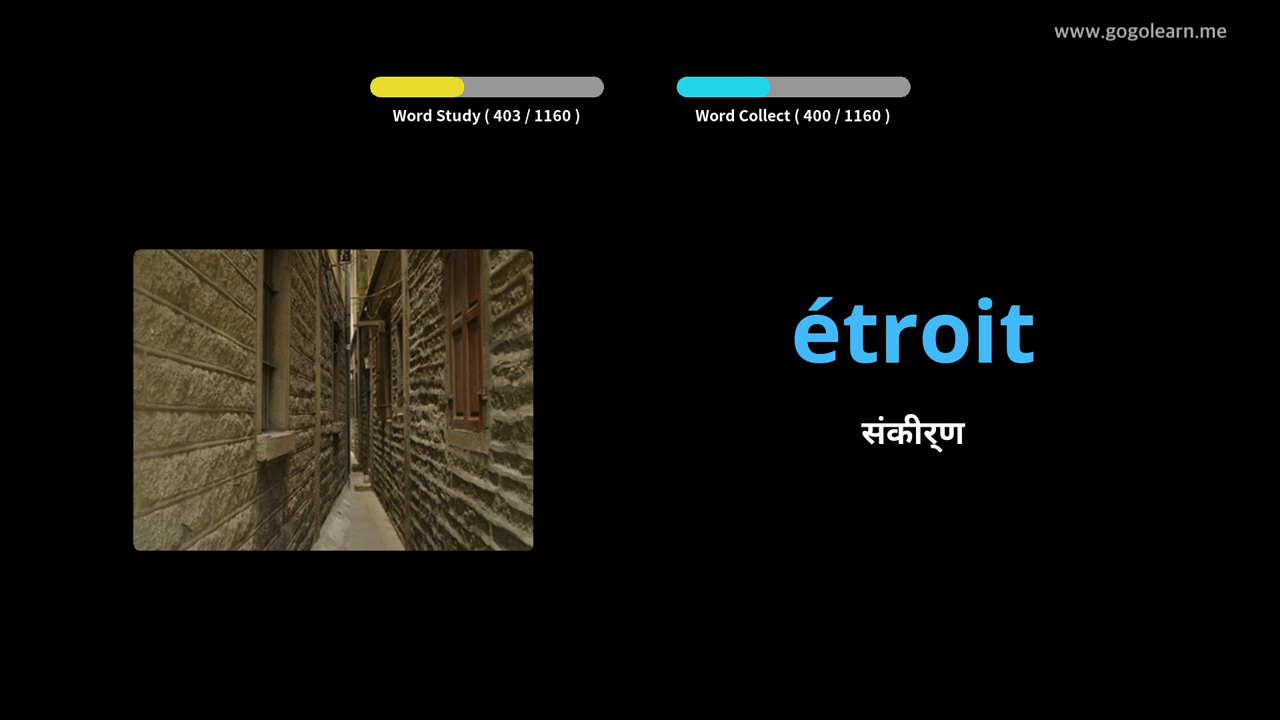 www.gogolearn.me
Word Study ( 403 / 1160 )
Word Collect ( 400 / 1160 )
étroit
संकीर्ण